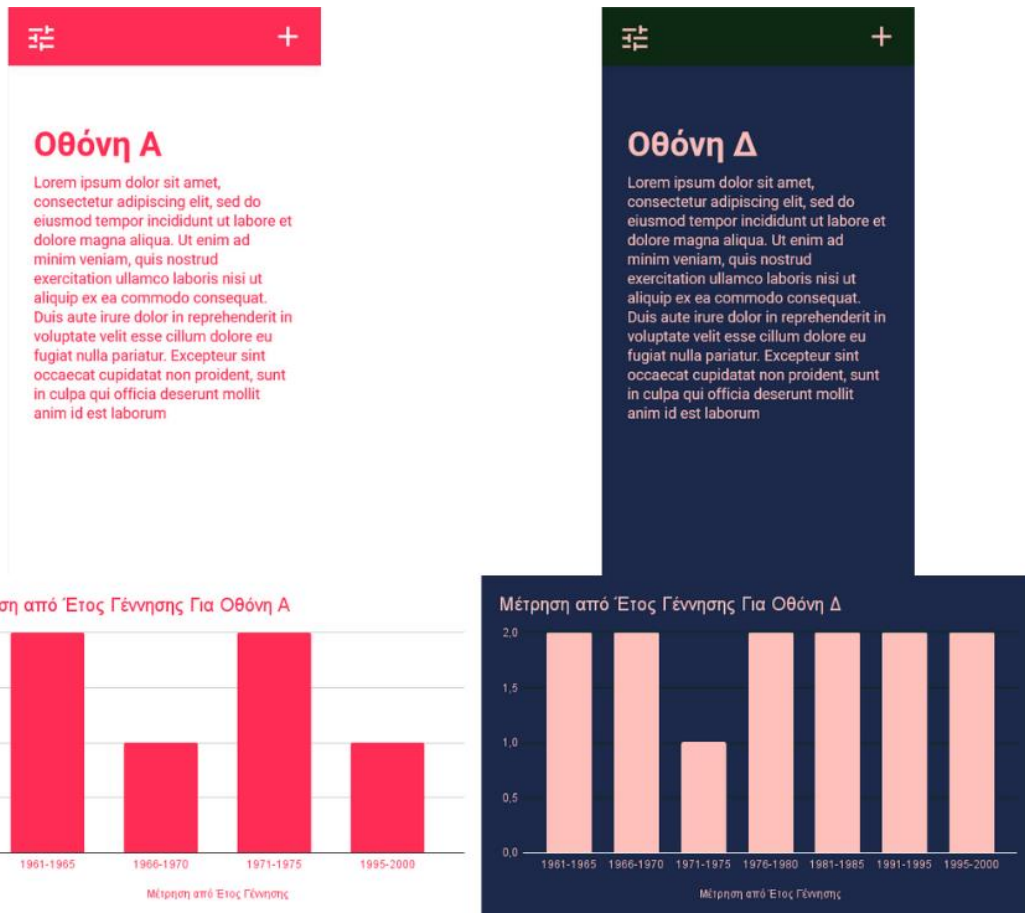 Οθόνη Α
Lorem ipsum dolor sit amet,
consectetur adipiscing elit, sed do
eiusmod tempor incididunt ut labore et
dolore magna aliqua. Ut enim ad
minim veniam, quis nostrud
exercitation ullamco laboris nisi ut
aliquip ex ea commodo consequat.
Duis aute irure dolor in reprehenderit in
voluptate velit esse cillum dolore eu
fugiat nulla pariatur. Excepteur sint
occaecat cupidatat non proident, sunt
in culpa qui officia deserunt mollit
anim id est laborum
Οθόνη Δ
Lorem ipsum dolor sit amet,
consectetur adipiscing elit, sed do
eiusmod tempor incididunt ut labore et
dolore magna aliqua. Ut enim ad
minim veniam, quis nostrud
exercitation ullamco laboris nisi ut
aliquip ex ea commodo consequat.
Duis aute irure dolor in reprehenderit in
voluptate velit esse cillum dolore eu
fugiat nulla pariatur. Excepteur sint
occaecat cupidatat non proident, sunt
in culpa qui officia deserunt mollit
anim id est laborum
ση από Έτος Γέννησης Για Οθόνη Α
1961-1965 1966-1970 1971-1975 1995-2000
Μέτρηση από Έτος Γέννησης
Μέτρηση από Έτος Γέννησης Για Οθόνη Δ
2,0
1,5
1,0
0,5
0,0
1961-1965 1966-1970 1971-1975 1976-1980 1981-1985 1991-1995 1995-2000
Μέτρηση από Έτος Γέννησης